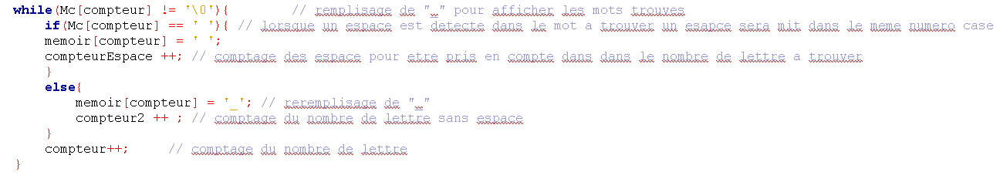 while(Mc[compteur] != '\0'){        // remplisage de "_" pour afficher les mots trouves
    if(Mc[compteur] == ' '){ // lorsque un espace est detecte dans le mot a trouver un esapce sera mit dans le meme numero case
    memoir[compteur] = ' ';
    compteurEspace ++; // comptage des espace pour etre pris en compte dans dans le nombre de lettre a trouver
    }
    else{
        memoir[compteur] = '_'; // reremplisage de "_"
        compteur2 ++ ; // comptage du nombre de lettre sans espace
    }
    compteur++;     // comptage du nombre de lettre
}